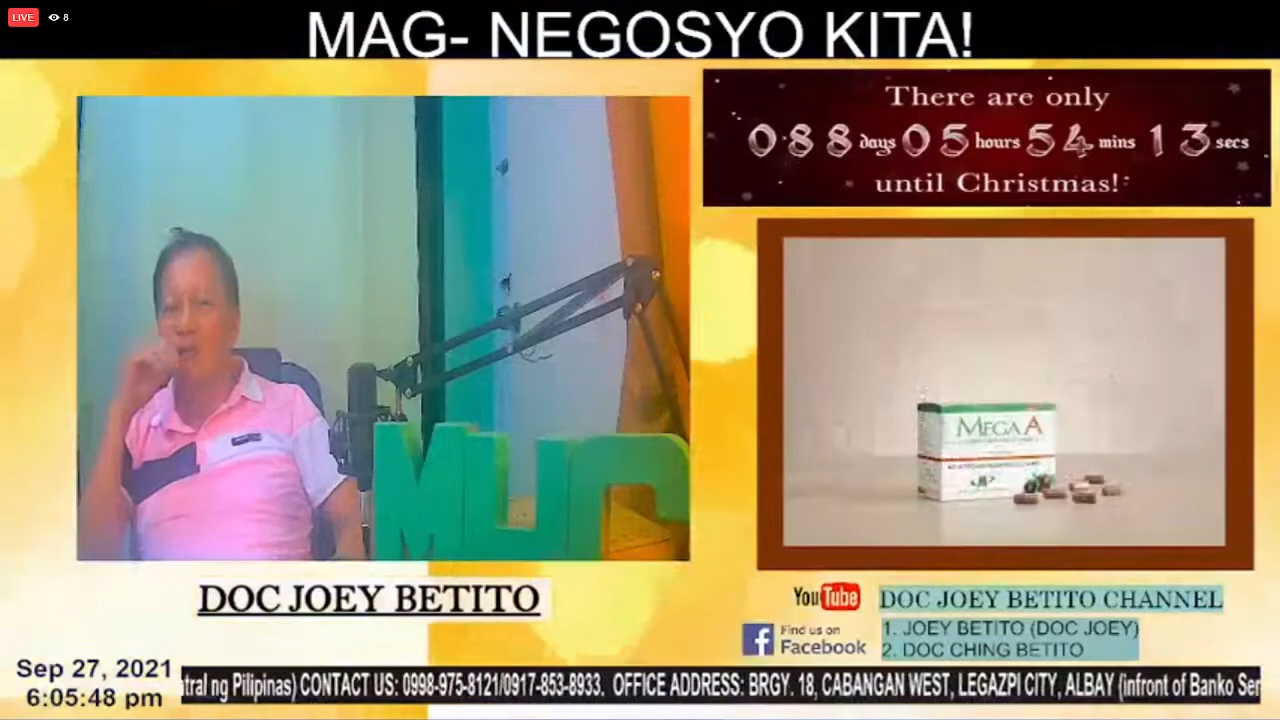 LIVE 8
MAG- NEGOSYO KITA!
There are only
088 days 05 hours 54 mins 13 secs
until Christmas!
MEGA A
MUC
DOC JOEY BETITO
YouTube DOC JOEY BETITO CHANNEL
Find us on
Facebook
1. JOEY BETITO (DOC JOEY)
2. DOC CHING BETITO
Sep 27, 2021
6:05:48 pm
tral ng Pilipinas) CONTACT US: 0998-975-8121/0917-853-8933. OFFICE ADDRESS: BRGY. 18, CABANGAN WEST, LEGAZPI CITY, ALBAY (infront of Banko Ser